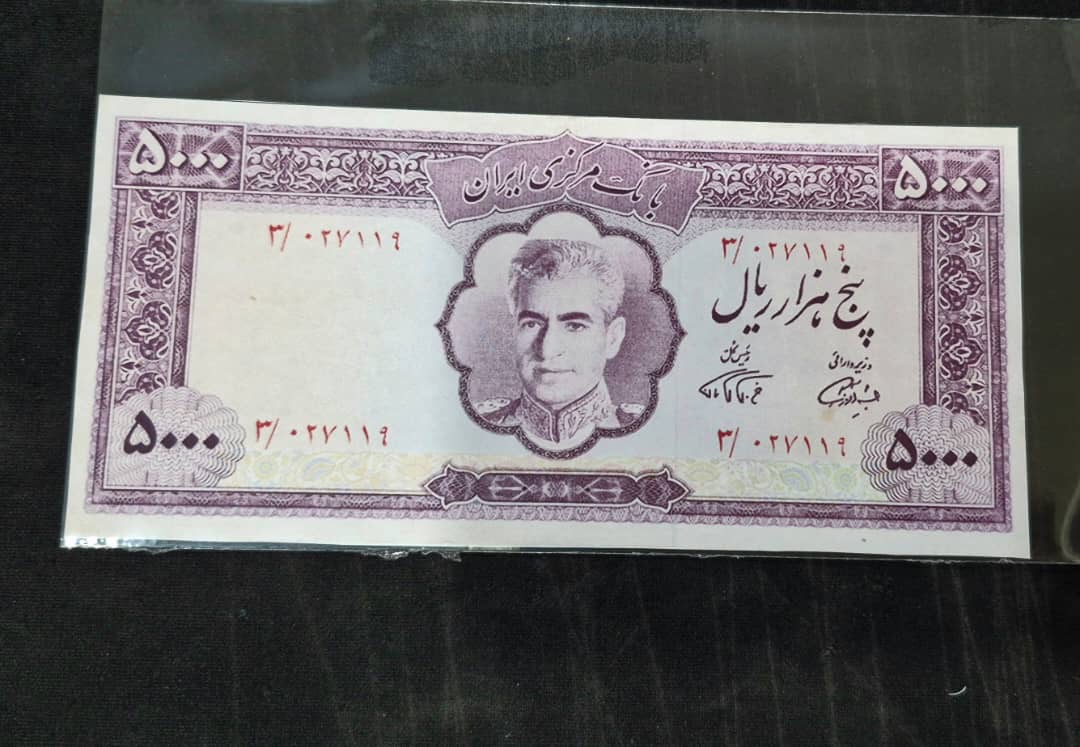 ۵۰۰۰
بانک مرکزی ایران
۵۰۰۰
۳/۰۲۷۱۱۹
۳/۰۲۷۱۱۹
پنج هزار ریال
وزیر دارائی
رئیس کل
۳/۰۲۷۱۱۹
۳/۰۲۷۱۱۹
۵۰۰۰
۵۰۰۰